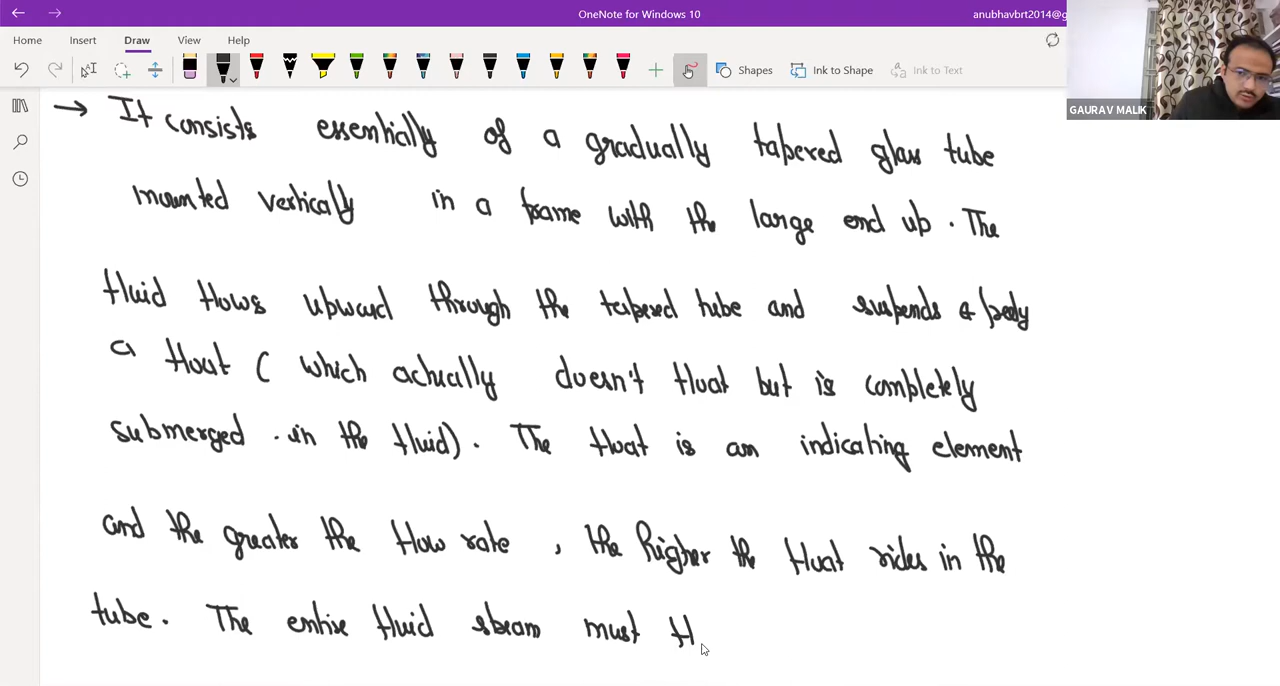 OneNote for Windows 10
anubhavbrt2014@g
Home Insert Draw View Help
Shapes Ink to Shape Ink to Text
GAURAV MALIK
→ It consists essentially of a gradually tapered glass tube
mounted vertically in a frame with the large end up. The
fluid flows upward through the tapered tube and suspends freely
a float ( which actually doesn't float but is completely
submerged in the fluid). The float is an indicating element
and the greater the flow rate, the higher the float rides in the
tube. The entire fluid stream must fl